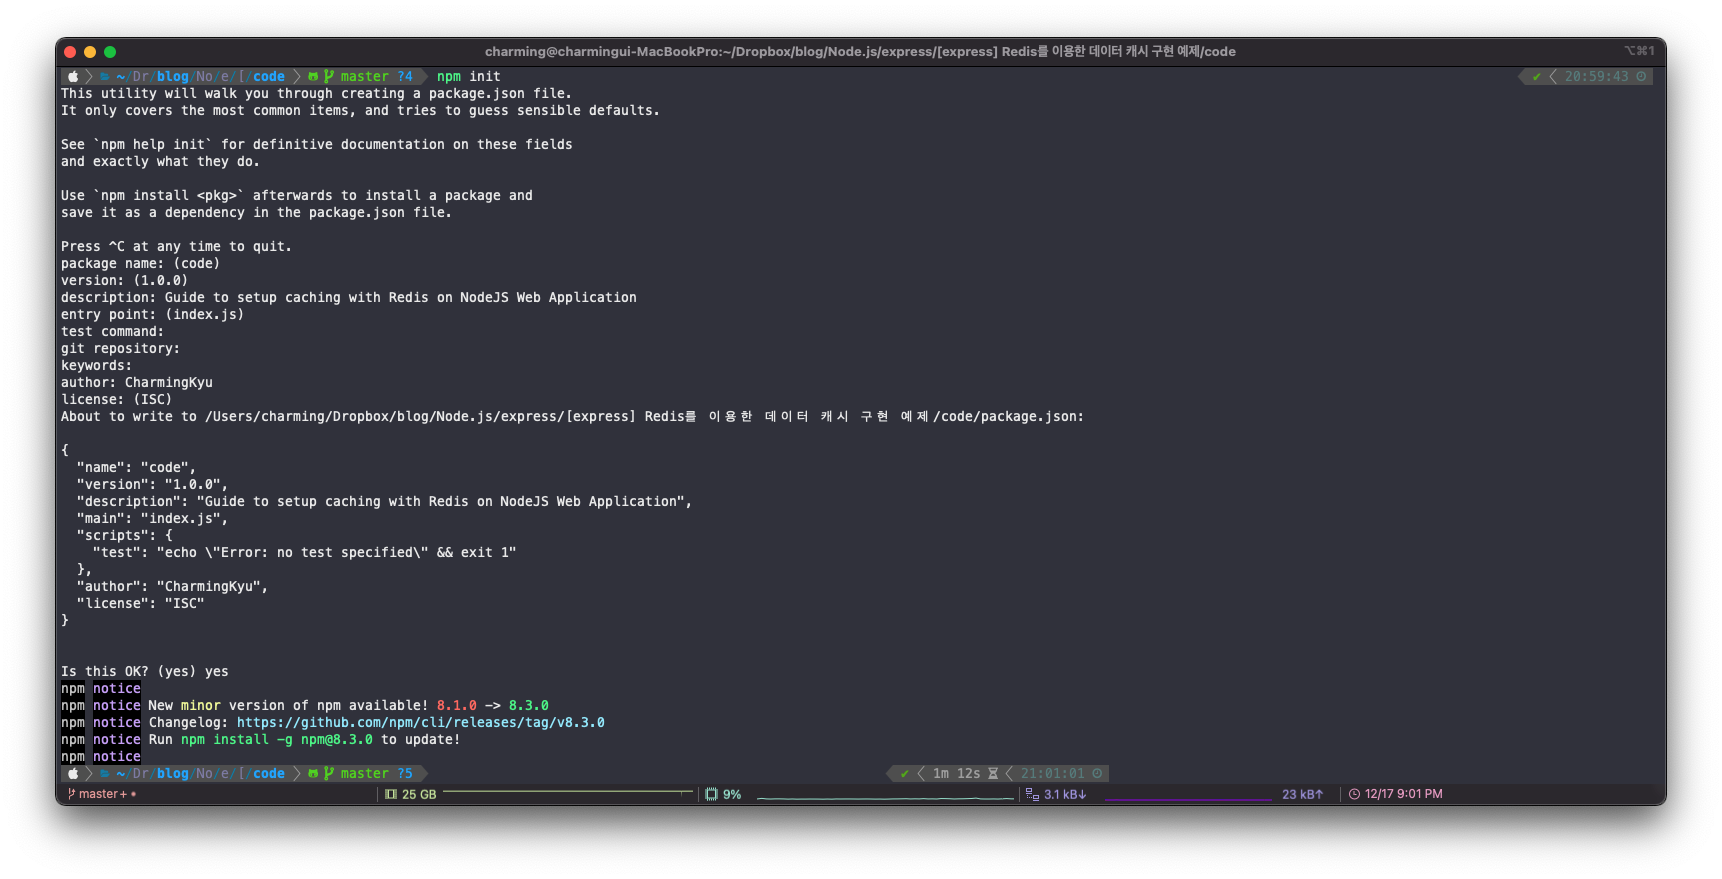 charming@charmingui-MacBookPro:~/Dropbox/blog/Node.js/express/[express] Redis를 이용한 데이터 캐시 구현 예제/code
⌥⌘1
~/Dr/blog/No/e/[/code master ?4 npm init ✔ 20:59:43
This utility will walk you through creating a package.json file.
It only covers the most common items, and tries to guess sensible defaults.
See `npm help init` for definitive documentation on these fields
and exactly what they do.
Use `npm install <pkg>` afterwards to install a package and
save it as a dependency in the package.json file.
Press ^C at any time to quit.
package name: (code)
version: (1.0.0)
description: Guide to setup caching with Redis on NodeJS Web Application
entry point: (index.js)
test command:
git repository:
keywords:
author: CharmingKyu
license: (ISC)
About to write to /Users/charming/Dropbox/blog/Node.js/express/[express] Redis를 이용한 데이터 캐시 구현 예제/code/package.json:
{
  "name": "code",
  "version": "1.0.0",
  "description": "Guide to setup caching with Redis on NodeJS Web Application",
  "main": "index.js",
  "scripts": {
    "test": "echo \"Error: no test specified\" && exit 1"
  },
  "author": "CharmingKyu",
  "license": "ISC"
}
Is this OK? (yes) yes
npm notice
npm notice New minor version of npm available! 8.1.0 -> 8.3.0
npm notice Changelog: https://github.com/npm/cli/releases/tag/v8.3.0
npm notice Run npm install -g npm@8.3.0 to update!
npm notice
~/Dr/blog/No/e/[/code master ?5 ✔ 1m 12s 21:01:01
master+ • 25 GB 9% 3.1 kB↓ 23 kB↑ 12/17 9:01 PM